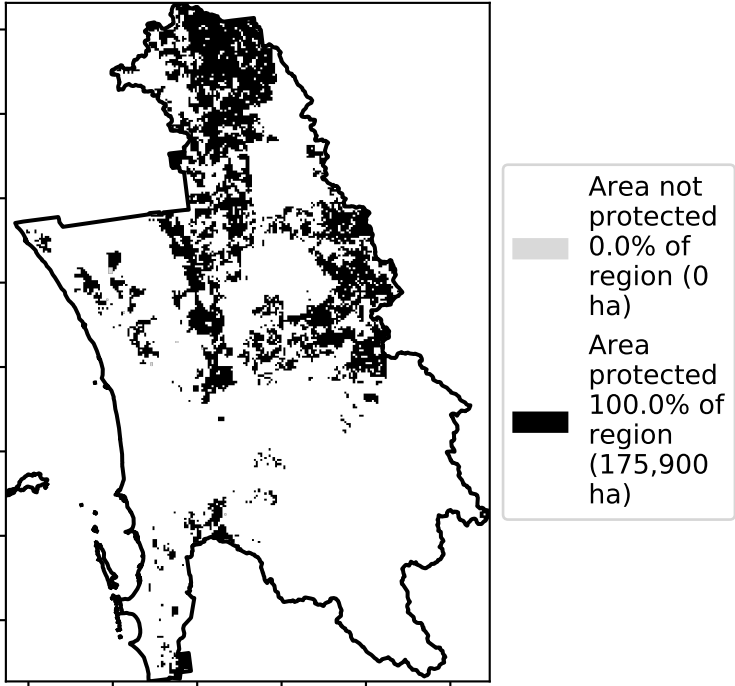 Area not
protected
0.0% of
region (0
ha)
Area
protected
100.0% of
region
(175,900
ha)